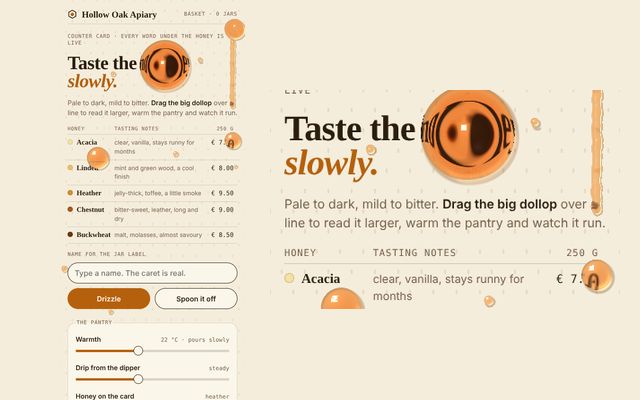 Hollow Oak Apiary
BASKET · 0 JARS
COUNTER CARD · EVERY WORD UNDER THE HONEY IS
LIVE
Taste the
slowly.
Pale to dark, mild to bitter. Drag the big dollop over
line to read it larger, warm the pantry and watch it run.
HONEY TASTING NOTES 250 G
Acacia clear, vanilla, stays runny for months € 7.
Linden mint and green wood, a cool finish € 8.00
Heather jelly-thick, toffee, a little smoke € 9.50
Chestnut bitter-sweet, leather, long and dry € 9.00
Buckwheat malt, molasses, almost savoury € 8.50
NAME FOR THE JAR LABEL
Type a name. The caret is real.
Drizzle
Spoon it off
THE PANTRY
Warmth 22 °C · pours slowly
Drip from the dipper steady
Honey on the card heather
LIVE
Taste the
slowly.
Pale to dark, mild to bitter. Drag the big dollop over
line to read it larger, warm the pantry and watch it run.
HONEY TASTING NOTES 250 G
Acacia clear, vanilla, stays runny for € 7.
months